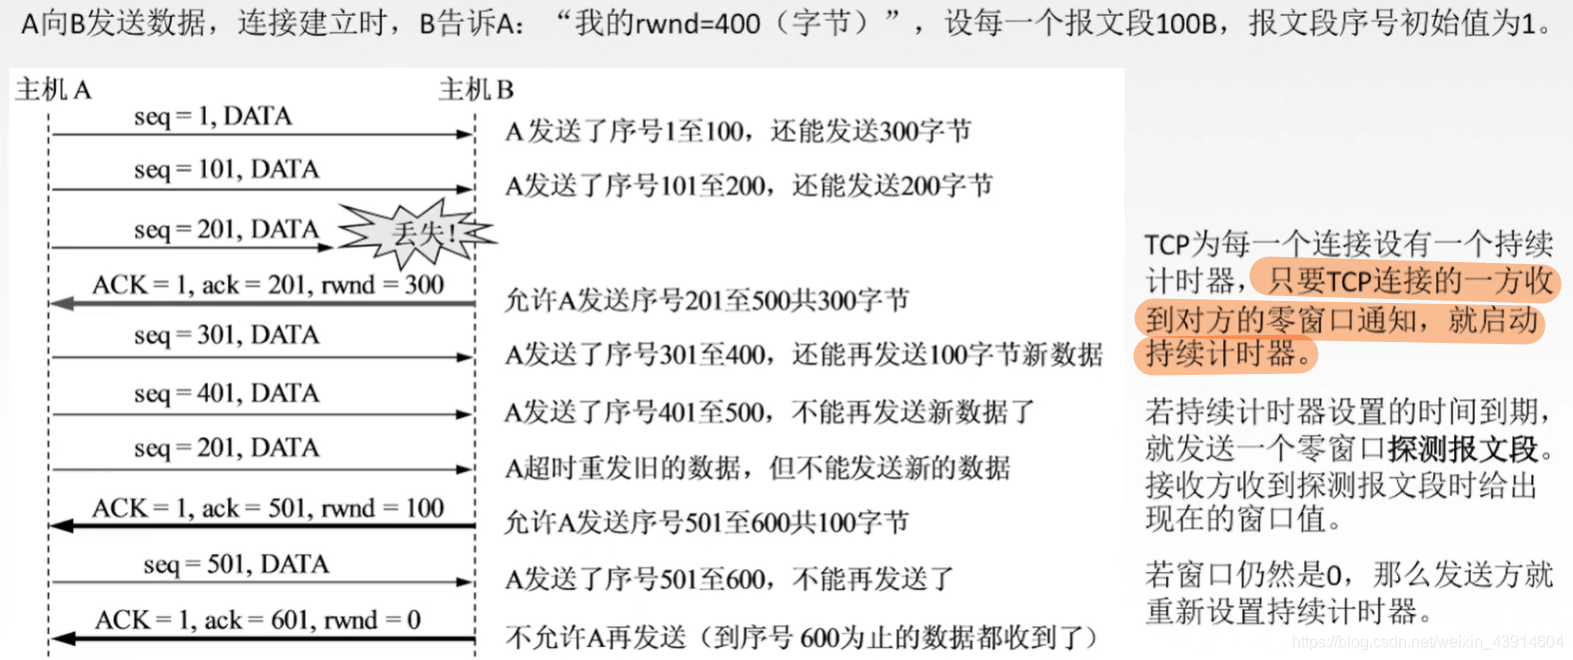 A向B发送数据，连接建立时，B告诉A：“我的rwnd=400（字节）”，设每一个报文段100B，报文段序号初始值为1。
主机A
主机B
seq = 1, DATA
A发送了序号1至100，还能发送300字节
seq = 101, DATA
A发送了序号101至200，还能发送200字节
seq = 201, DATA
丢失!
ACK = 1, ack = 201, rwnd = 300
允许A发送序号201至500共300字节
seq = 301, DATA
A发送了序号301至400，还能再发送100字节新数据
seq = 401, DATA
A发送了序号401至500，不能再发送新数据了
seq = 201, DATA
A超时重发旧的数据，但不能发送新的数据
ACK = 1, ack = 501, rwnd = 100
允许A发送序号501至600共100字节
seq = 501, DATA
A发送了序号501至600，不能再发送了
ACK = 1, ack = 601, rwnd = 0
不允许A再发送（到序号600为止的数据都收到了）
TCP为每一个连接设有一个持续
计时器，只要TCP连接的一方收
到对方的零窗口通知，就启动
持续计时器。
若持续计时器设置的时间到期，
就发送一个零窗口探测报文段。
接收方收到探测报文段时给出
现在的窗口值。
若窗口仍然是0，那么发送方就
重新设置持续计时器。
https://blog.csdn.net/weixin_43914604